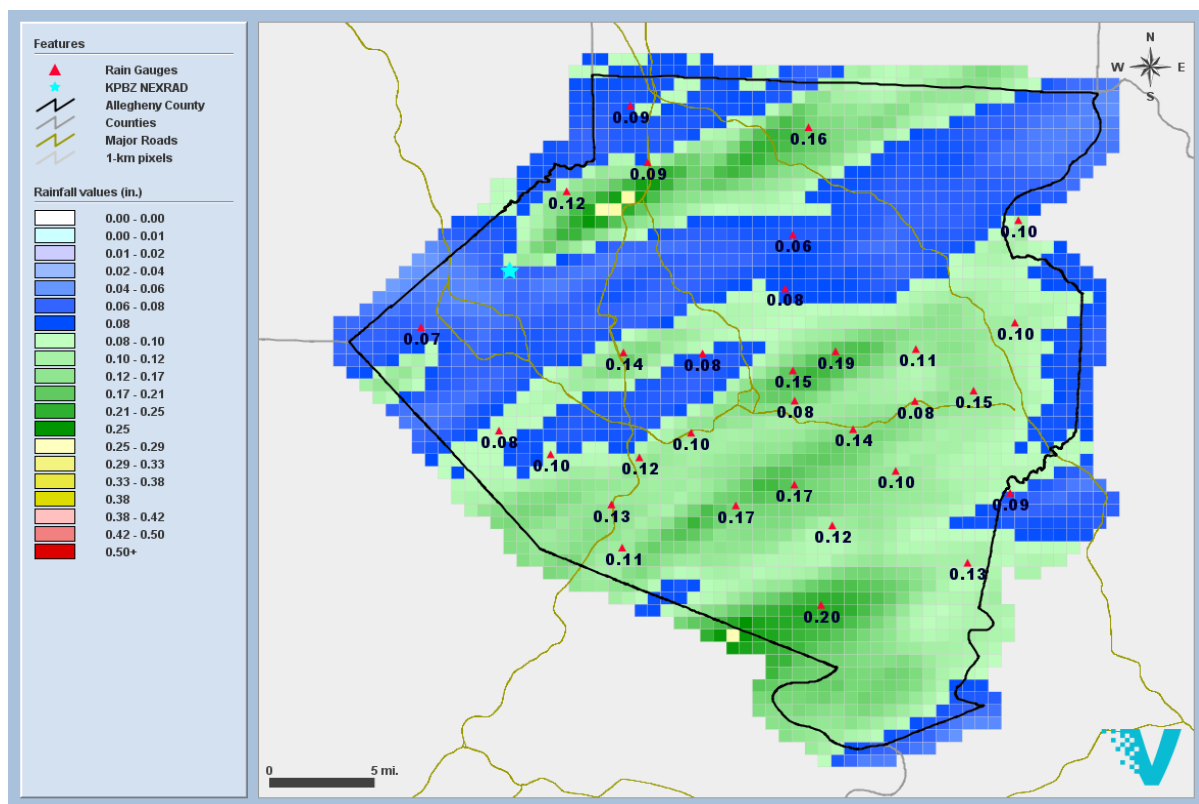 Features
Rain Gauges
KPBZ NEXRAD
Allegheny County
Counties
Major Roads
1-km pixels
Rainfall values (in.)
0.00 - 0.00
0.00 - 0.01
0.01 - 0.02
0.02 - 0.04
0.04 - 0.06
0.06 - 0.08
0.08
0.08 - 0.10
0.10 - 0.12
0.12 - 0.17
0.17 - 0.21
0.21 - 0.25
0.25
0.25 - 0.29
0.29 - 0.33
0.33 - 0.38
0.38
0.38 - 0.42
0.42 - 0.50
0.50+
N
W E
S
0.09
0.16
0.09
0.12
0.10
0.06
0.08
0.07
0.10
0.14
0.08
0.19
0.11
0.15
0.15
0.08
0.08
0.08
0.10
0.14
0.10
0.12
0.10
0.17
0.09
0.13
0.17
0.12
0.11
0.13
0.20
0 5 mi.
V